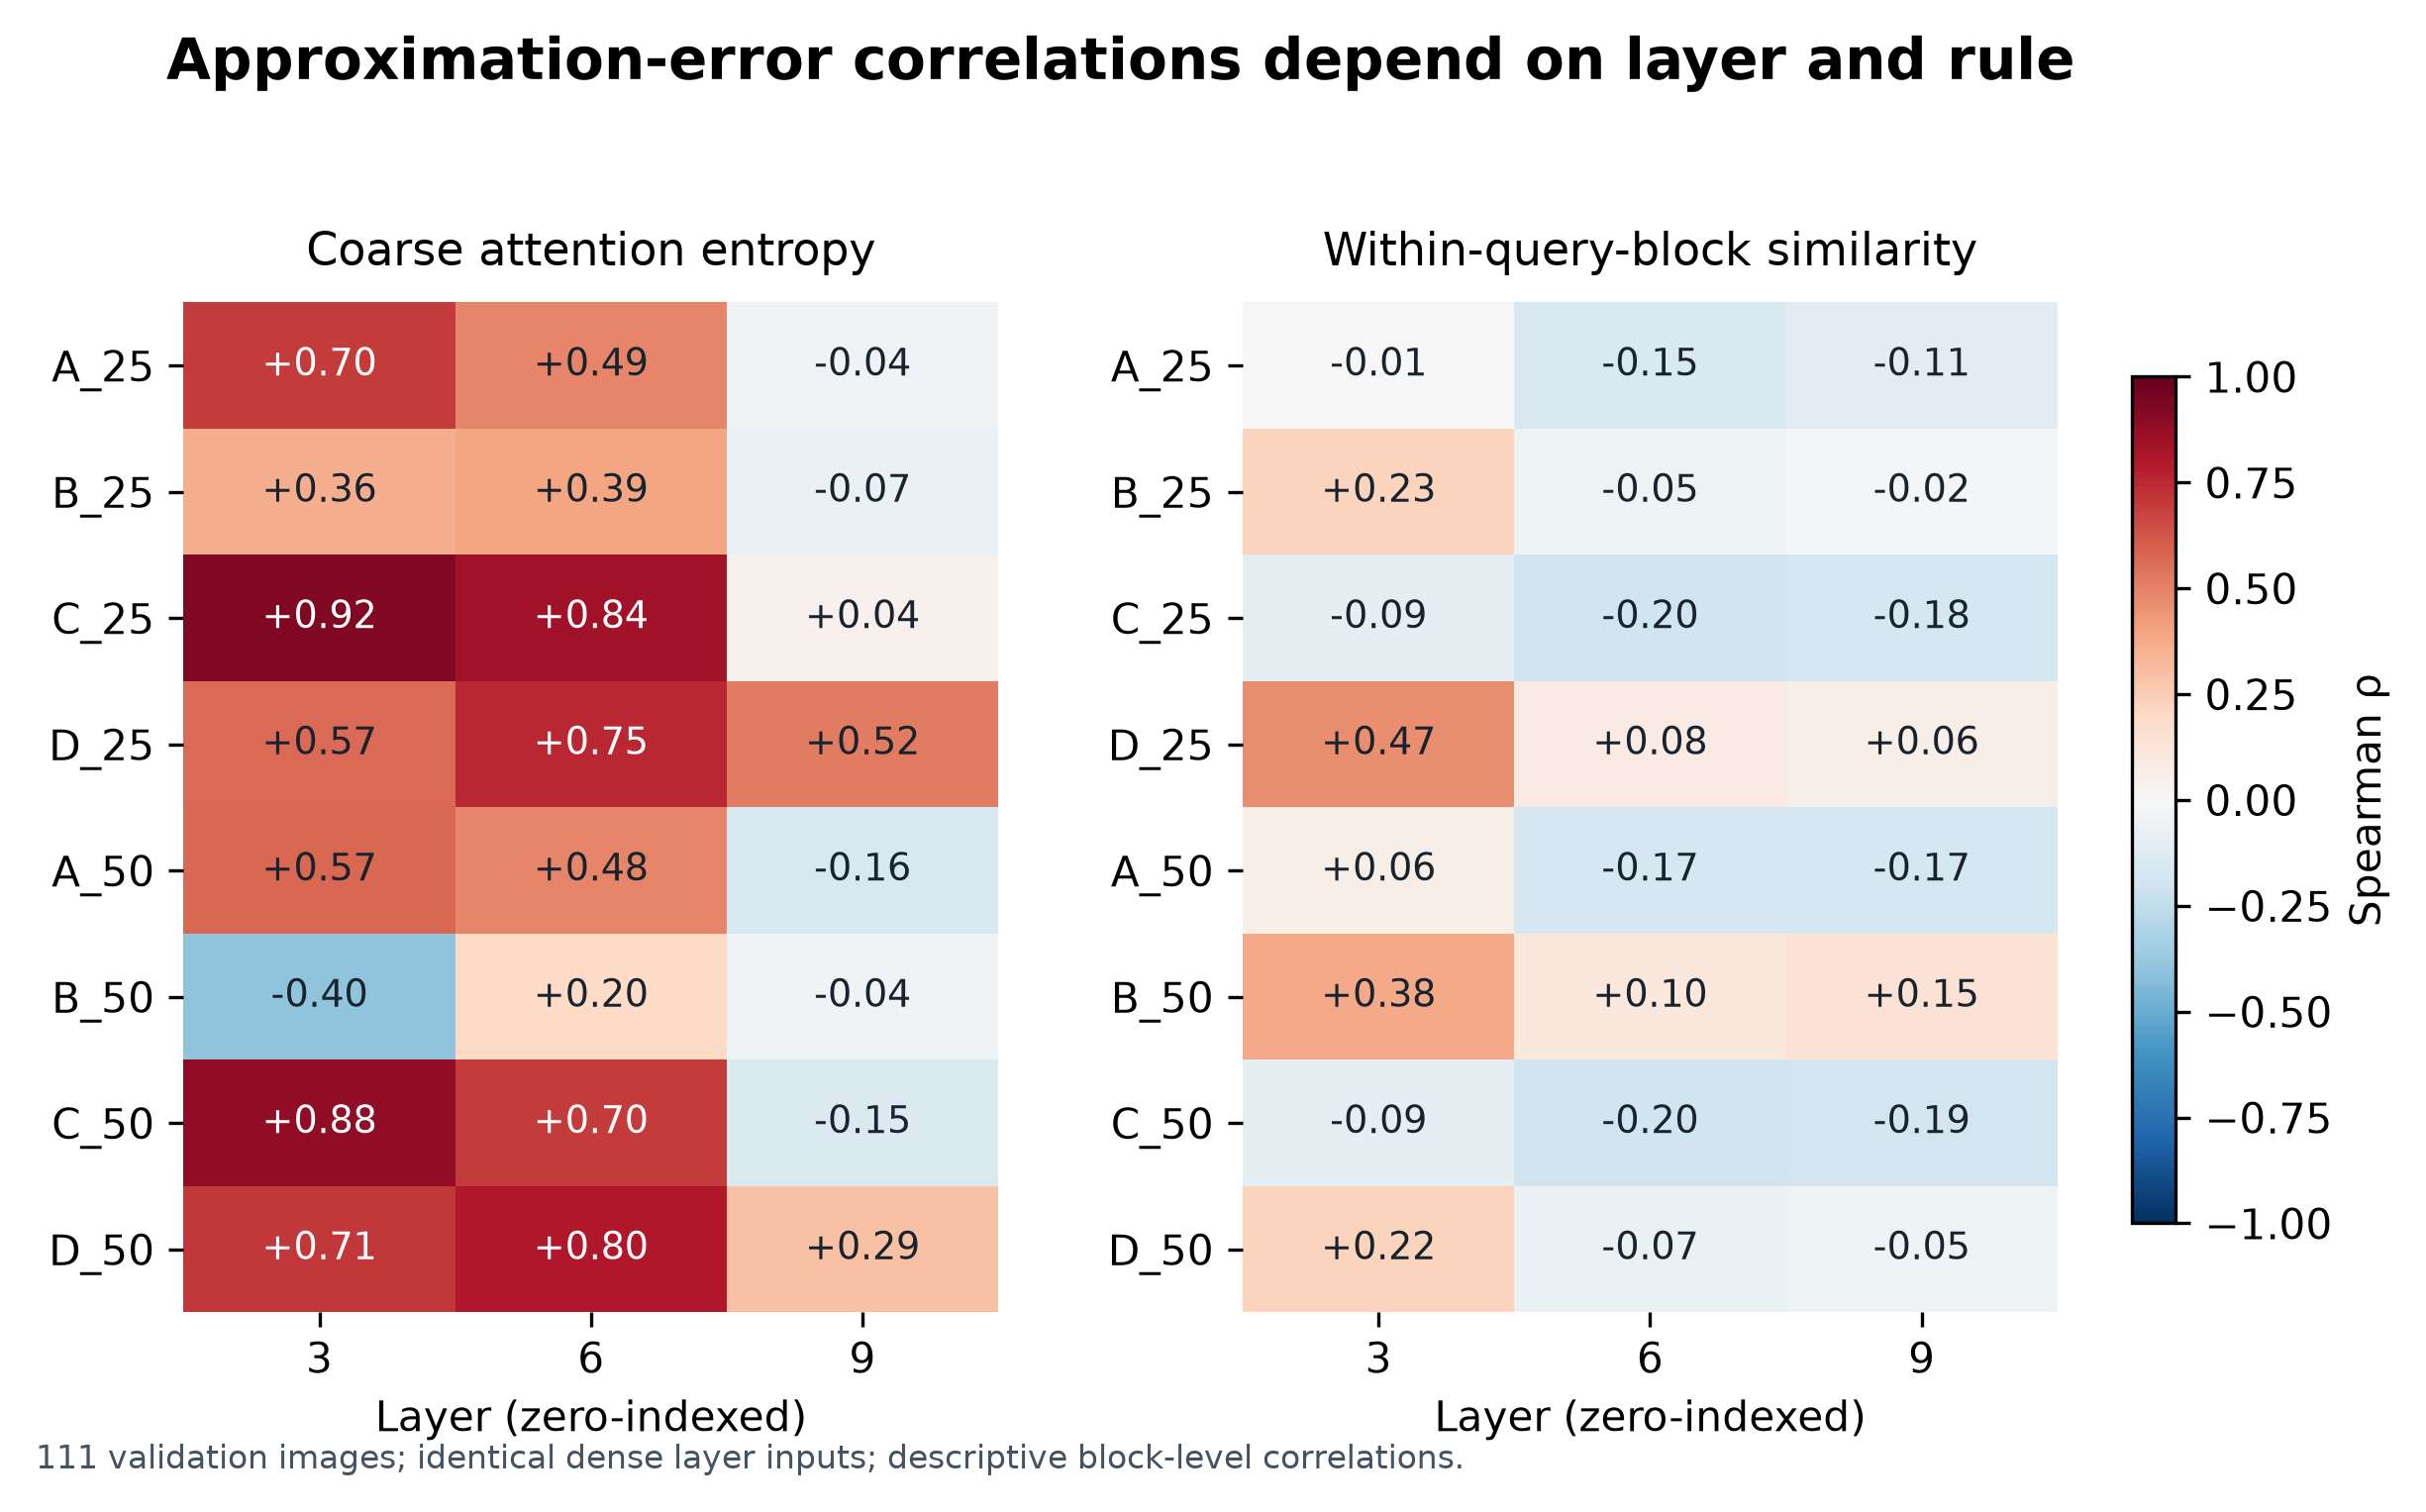 Approximation-error correlations depend on layer and rule
Coarse attention entropy
A_25 +0.70 +0.49 -0.04
B_25 +0.36 +0.39 -0.07
C_25 +0.92 +0.84 +0.04
D_25 +0.57 +0.75 +0.52
A_50 +0.57 +0.48 -0.16
B_50 -0.40 +0.20 -0.04
C_50 +0.88 +0.70 -0.15
D_50 +0.71 +0.80 +0.29
3 6 9
Layer (zero-indexed)
Within-query-block similarity
A_25 -0.01 -0.15 -0.11
B_25 +0.23 -0.05 -0.02
C_25 -0.09 -0.20 -0.18
D_25 +0.47 +0.08 +0.06
A_50 +0.06 -0.17 -0.17
B_50 +0.38 +0.10 +0.15
C_50 -0.09 -0.20 -0.19
D_50 +0.22 -0.07 -0.05
3 6 9
Layer (zero-indexed)
1.00
0.75
0.50
0.25
0.00
−0.25
−0.50
−0.75
−1.00
Spearman ρ
111 validation images; identical dense layer inputs; descriptive block-level correlations.